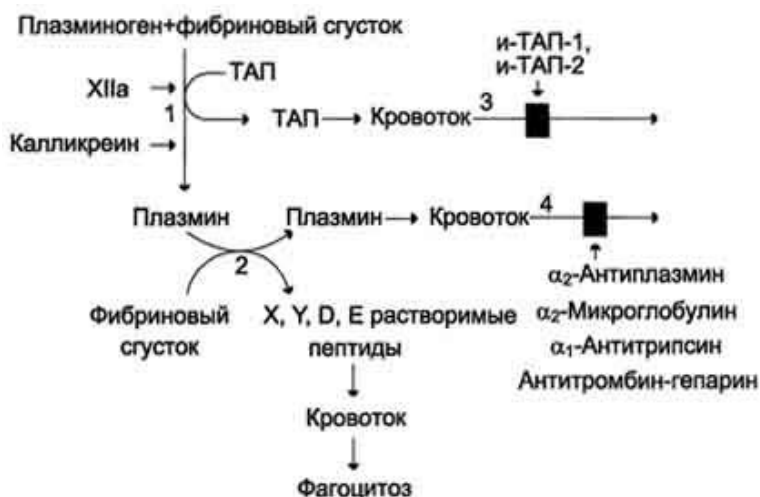 Плазминоген+фибриновый сгусток
и-ТАП-1,
и-ТАП-2
XIIa
ТАП
1
ТАП
Кровоток
3
Калликреин
Плазмин
Плазмин
Кровоток
4
2
α₂-Антиплазмин
Фибриновый
сгусток
X, Y, D, E растворимые
пептиды
α₂-Микроглобулин
α₁-Антитрипсин
Антитромбин-гепарин
Кровоток
Фагоцитоз